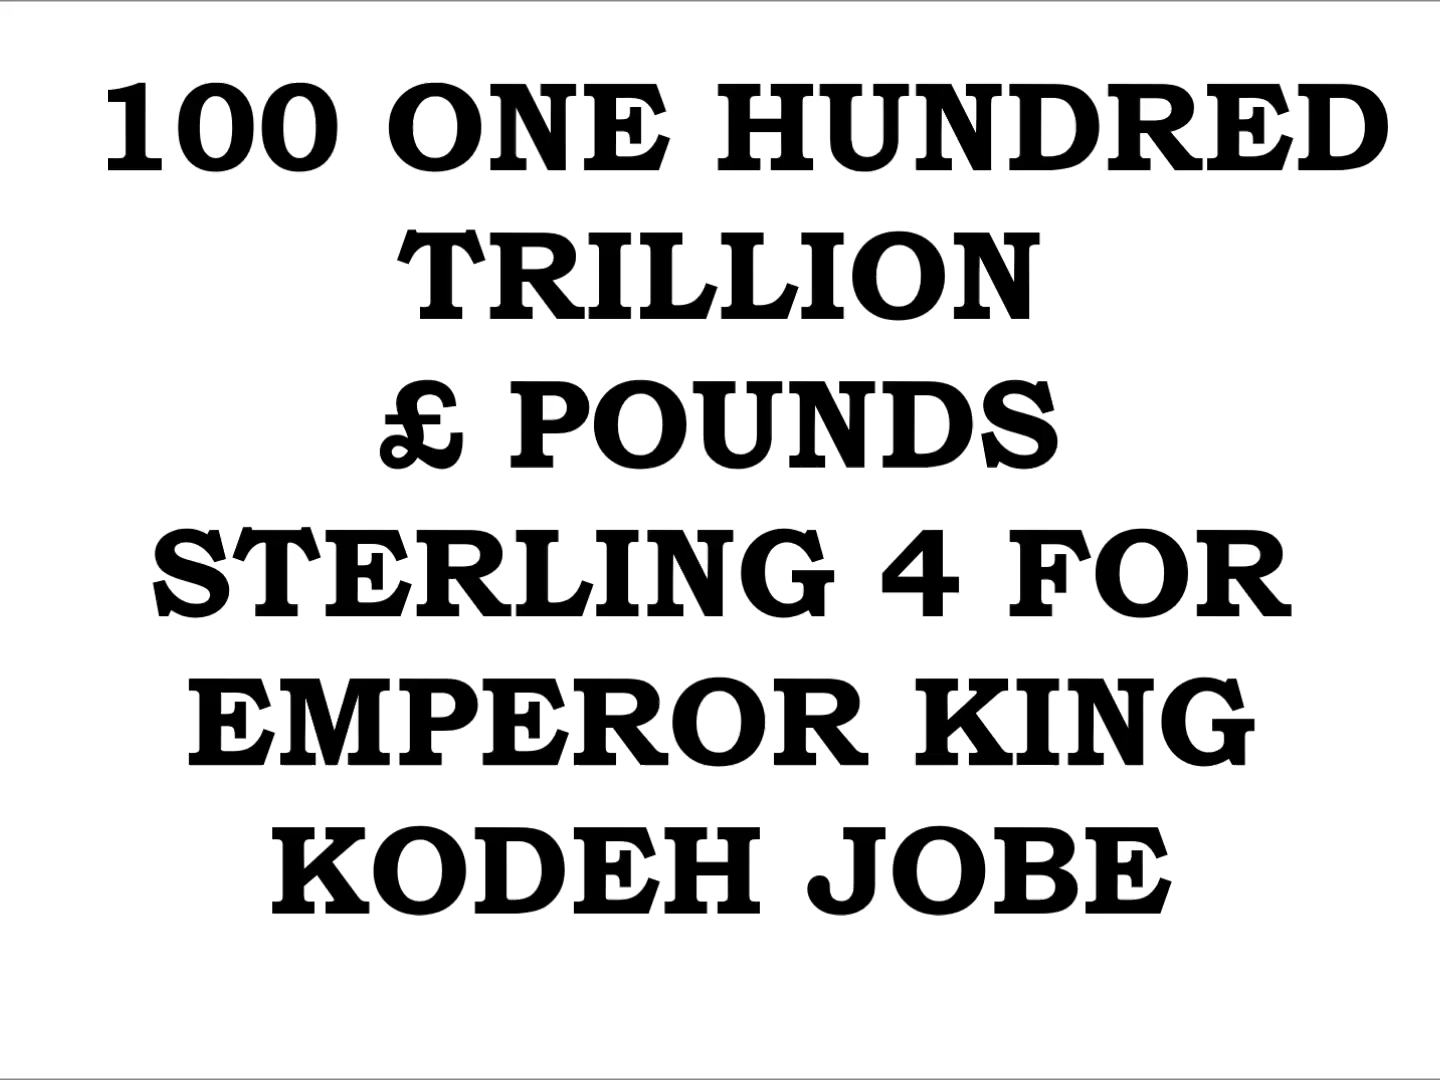 100 ONE HUNDRED
TRILLION
£ POUNDS
STERLING 4 FOR
EMPEROR KING
KODEH JOBE